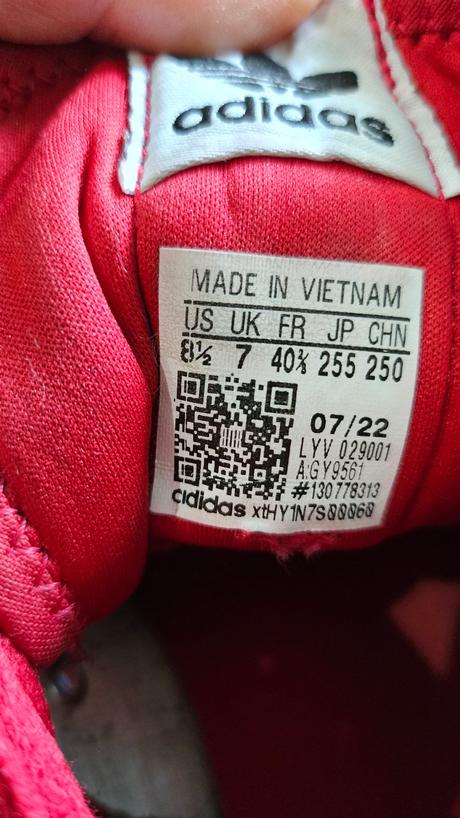 adidas
MADE IN VIETNAM
US UK FR JP CHN
8½ 7 40⅔ 255 250
07/22
LYV 029001
A:GY9561
#130778313
adidas xtHY1N7S00060